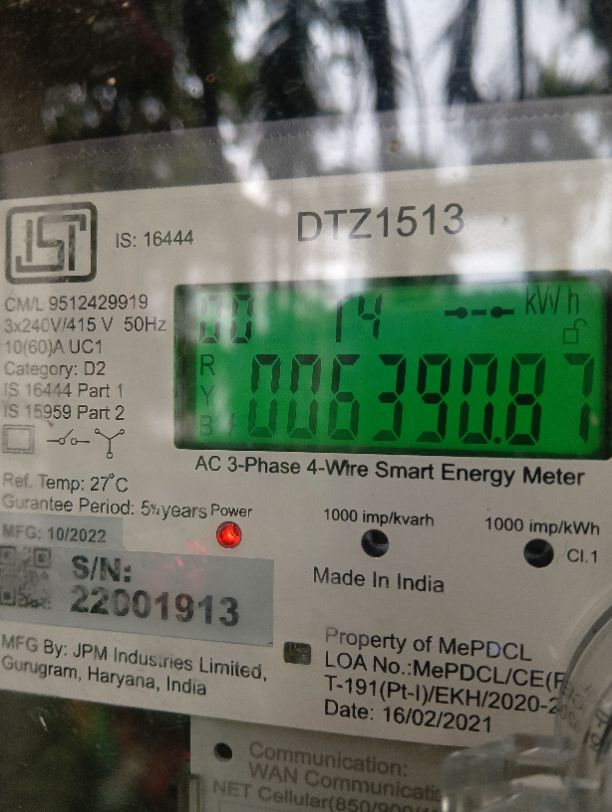 IS: 16444
DTZ1513
CM/L 9512429919
3x240V/415 V 50Hz
10(60)A UC1
Category: D2
IS 16444 Part 1
IS 15959 Part 2
00 14 kWh
R
Y
B
006390.87
AC 3-Phase 4-Wire Smart Energy Meter
Ref. Temp: 27°C
Gurantee Period: 5½years
Power
1000 imp/kvarh
1000 imp/kWh
Cl.1
MFG: 10/2022
S/N:
22001913
Made In India
MFG By: JPM Industries Limited,
Gurugram, Haryana, India
Property of MePDCL
LOA No.:MePDCL/CE(
T-191(Pt-I)/EKH/2020-2
Date: 16/02/2021
Communication:
WAN Communicati
NET Cellular(850/900/